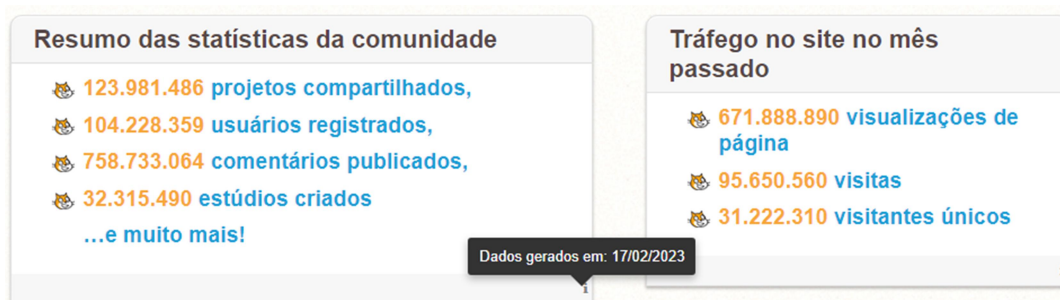 Resumo das statísticas da comunidade
123.981.486 projetos compartilhados,
104.228.359 usuários registrados,
758.733.064 comentários publicados,
32.315.490 estúdios criados
...e muito mais!
Dados gerados em: 17/02/2023
Tráfego no site no mês
passado
671.888.890 visualizações de
página
95.650.560 visitas
31.222.310 visitantes únicos